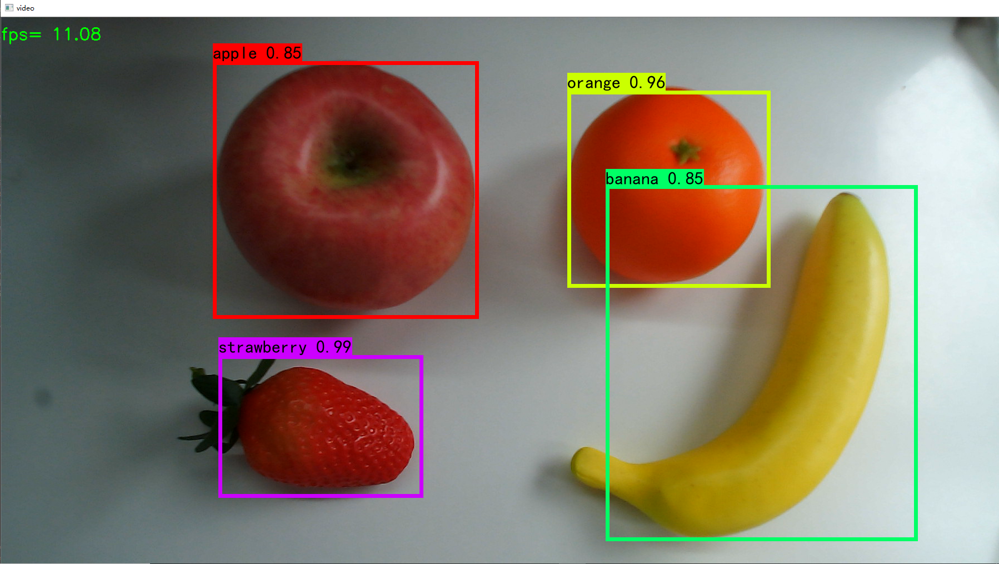 video
fps= 11.08
apple 0.85
orange 0.96
banana 0.85
strawberry 0.99